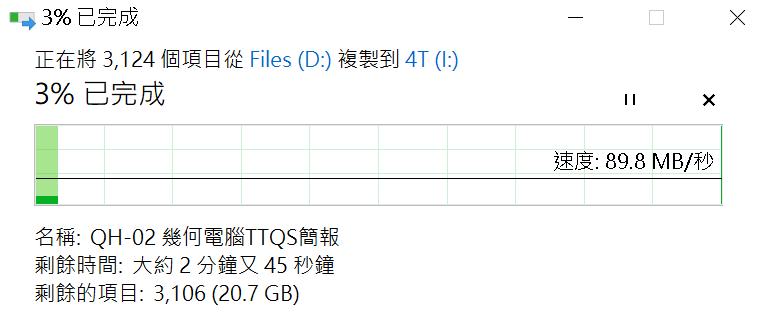 3% 已完成
正在將 3,124 個項目從 Files (D:) 複製到 4T (I:)
3% 已完成
速度: 89.8 MB/秒
名稱: QH-02 幾何電腦TTQS簡報
剩餘時間: 大約 2 分鐘又 45 秒鐘
剩餘的項目: 3,106 (20.7 GB)